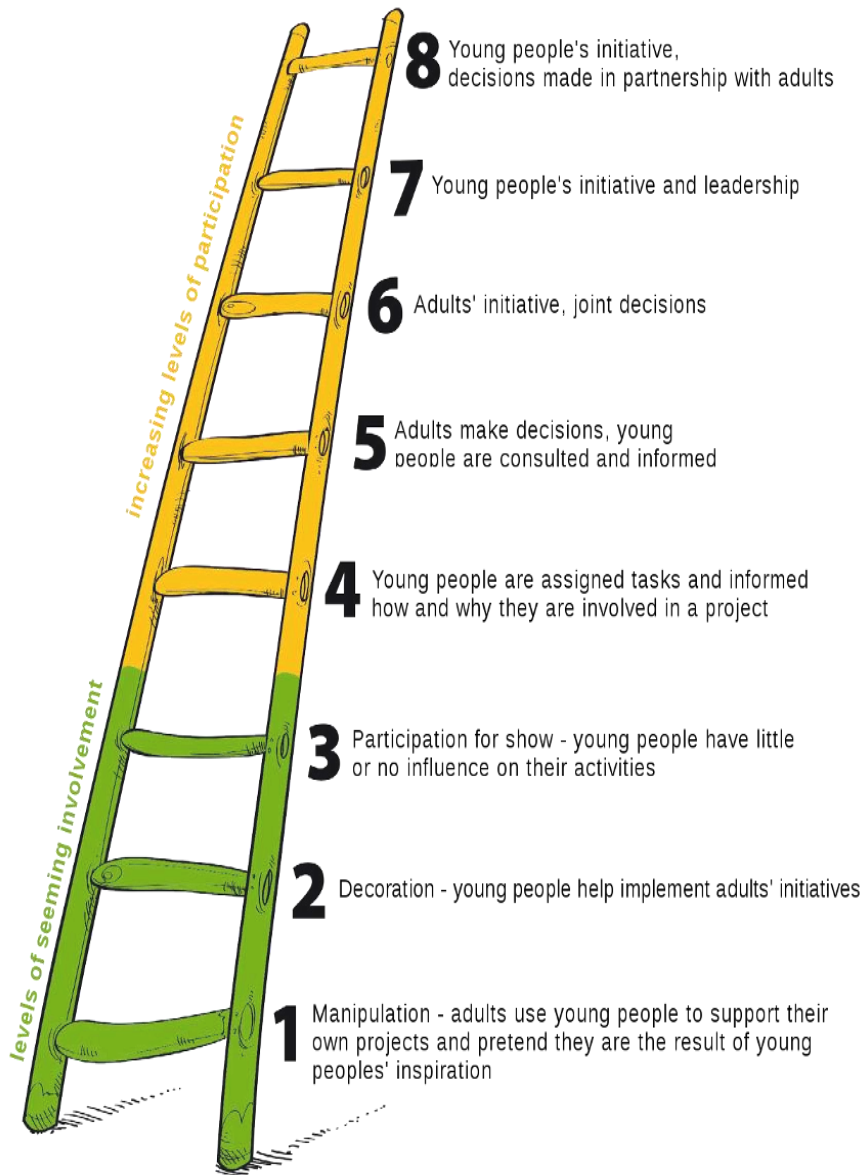 8 Young people's initiative,
decisions made in partnership with adults
7 Young people's initiative and leadership
6 Adults' initiative, joint decisions
5 Adults make decisions, young
people are consulted and informed
4 Young people are assigned tasks and informed
how and why they are involved in a project
3 Participation for show - young people have little
or no influence on their activities
2 Decoration - young people help implement adults' initiatives
1 Manipulation - adults use young people to support their
own projects and pretend they are the result of young
peoples' inspiration
increasing levels of participation
levels of seeming involvement